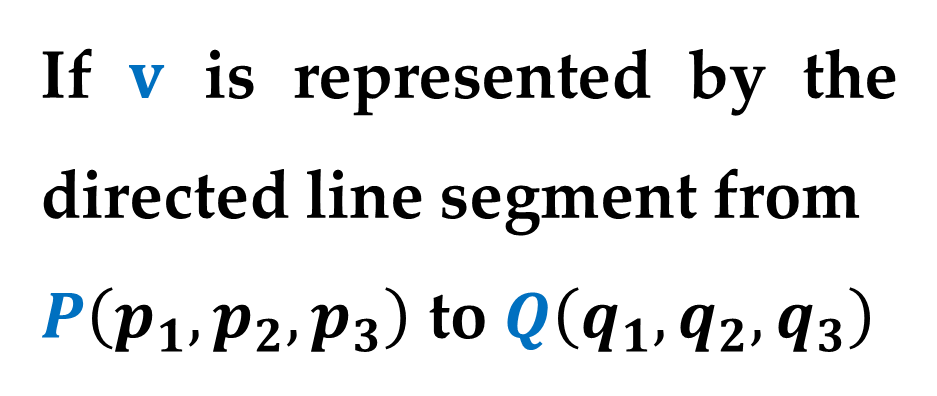 If v is represented by the
directed line segment from
P(p₁, p₂, p₃) to Q(q₁, q₂, q₃)